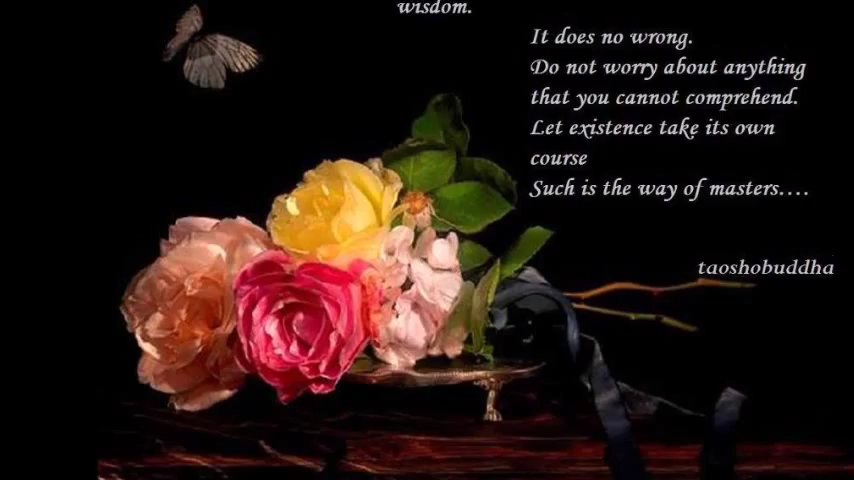 wisdom.
It does no wrong.
Do not worry about anything
that you cannot comprehend.
Let existence take its own
course
Such is the way of masters....
taoshobuddha